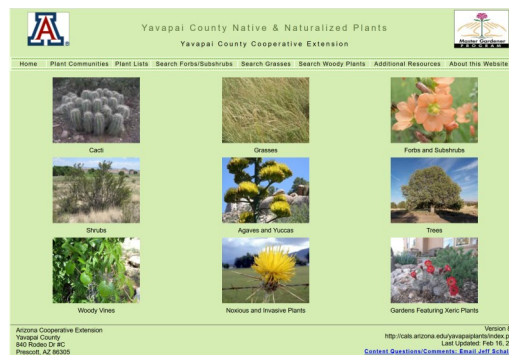 Yavapai County Native & Naturalized Plants
Yavapai County Cooperative Extension
Master Gardener
PROGRAM
Home Plant Communities Plant Lists Search Forbs/Subshrubs Search Grasses Search Woody Plants Additional Resources About this Website
Cacti Grasses Forbs and Subshrubs
Shrubs Agaves and Yuccas Trees
Woody Vines Noxious and Invasive Plants Gardens Featuring Xeric Plants
Arizona Cooperative Extension
Yavapai County
840 Rodeo Dr #C
Prescott, AZ 86305
Version
http://cals.arizona.edu/yavapaiplants/index.p
Last Updated: Feb 16, 2
Content Questions/Comments: Email Jeff Schal